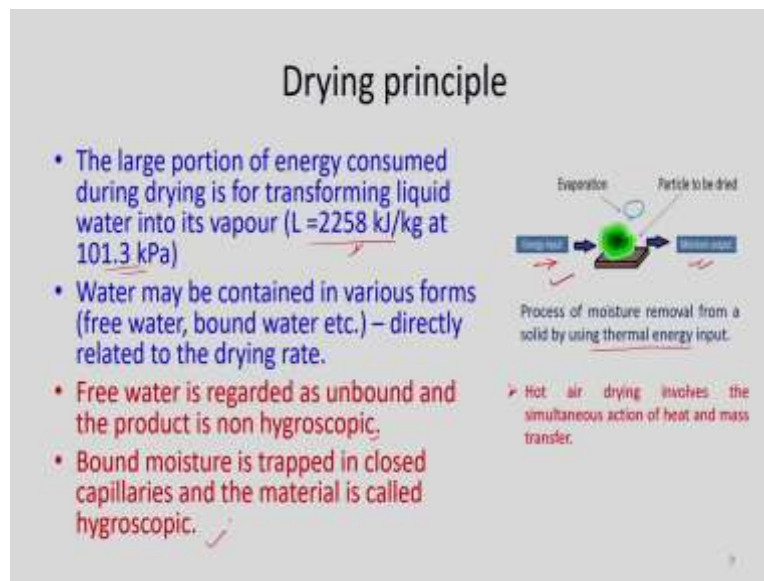 Drying principle
• The large portion of energy consumed
during drying is for transforming liquid
water into its vapour (L =2258 kJ/kg at
101.3 kPa)
• Water may be contained in various forms
(free water, bound water etc.) – directly
related to the drying rate.
• Free water is regarded as unbound and
the product is non hygroscopic.
• Bound moisture is trapped in closed
capillaries and the material is called
hygroscopic.
Evaporation
Particle to be dried
Energy input
Moisture output
Process of moisture removal from a
solid by using thermal energy input.
➢ Hot air drying involves the
simultaneous action of heat and mass
transfer.